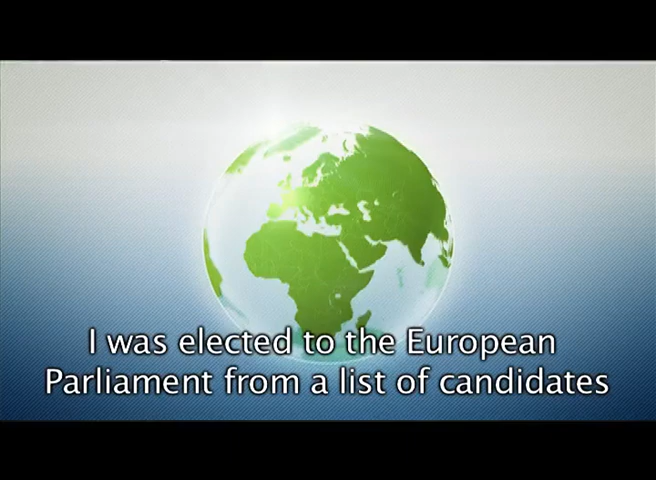 I was elected to the European
Parliament from a list of candidates